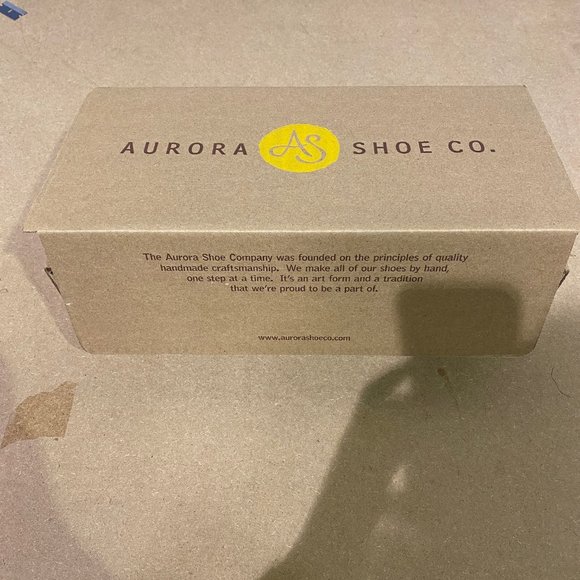 AURORA AS SHOE CO.
The Aurora Shoe Company was founded on the principles of quality
handmade craftsmanship. We make all of our shoes by hand,
one step at a time. It's an art form and a tradition
that we're proud to be a part of.
www.aurorashoeco.com